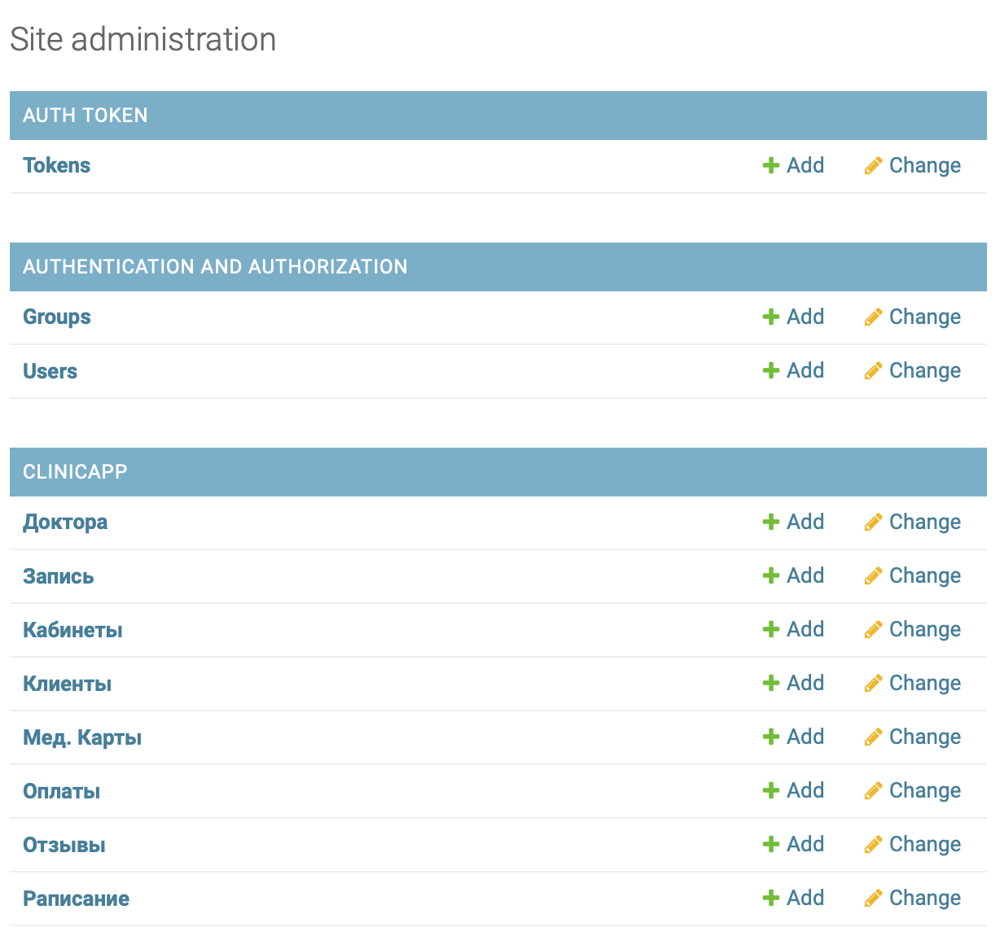 Site administration
AUTH TOKEN
Tokens Add Change
AUTHENTICATION AND AUTHORIZATION
Groups Add Change
Users Add Change
CLINICAPP
Доктора Add Change
Запись Add Change
Кабинеты Add Change
Клиенты Add Change
Мед. Карты Add Change
Оплаты Add Change
Отзывы Add Change
Раписание Add Change